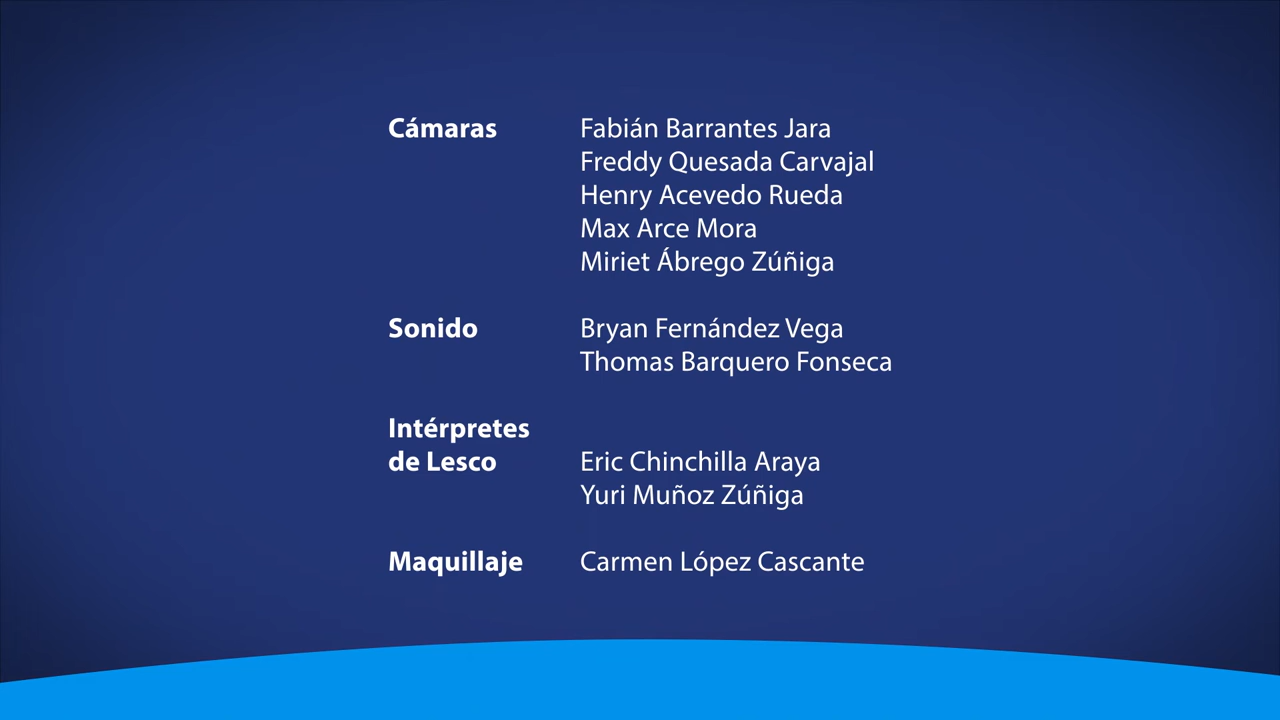 Cámaras Fabián Barrantes Jara
Freddy Quesada Carvajal
Henry Acevedo Rueda
Max Arce Mora
Miriet Ábrego Zúñiga
Sonido Bryan Fernández Vega
Thomas Barquero Fonseca
Intérpretes
de Lesco Eric Chinchilla Araya
Yuri Muñoz Zúñiga
Maquillaje Carmen López Cascante